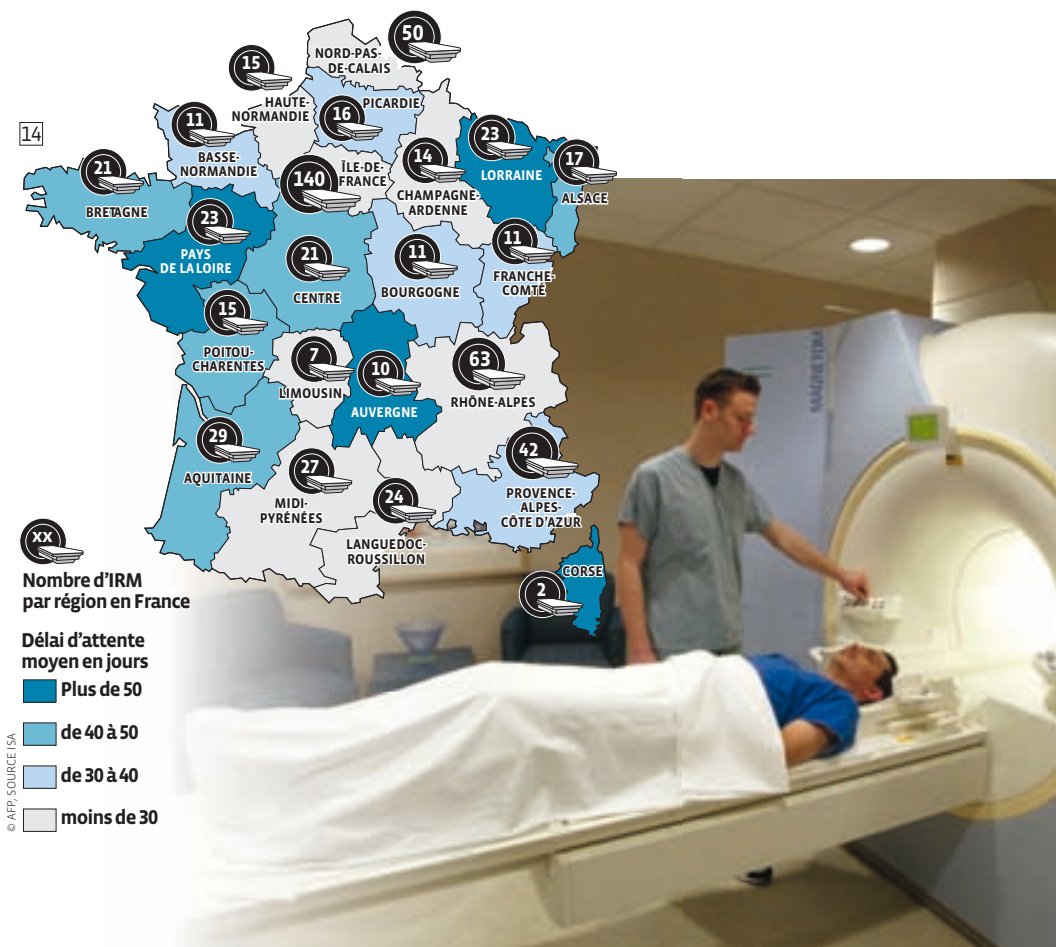 50
NORD-PAS-
DE-CALAIS
15
HAUTE-
NORMANDIE
PICARDIE
16
14
11
BASSE-
NORMANDIE
ÎLE-DE-
FRANCE
140
14
CHAMPAGNE-
ARDENNE
23
LORRAINE
17
ALSACE
21
BRETAGNE
23
PAYS
DE LA LOIRE
21
CENTRE
11
BOURGOGNE
11
FRANCHE-
COMTÉ
15
POITOU-
CHARENTES
7
LIMOUSIN
10
AUVERGNE
63
RHÔNE-ALPES
29
AQUITAINE
27
MIDI-
PYRÉNÉES
24
LANGUEDOC-
ROUSSILLON
42
PROVENCE-
ALPES-
CÔTE D'AZUR
CORSE
2
xx
Nombre d'IRM
par région en France
Délai d'attente
moyen en jours
Plus de 50
de 40 à 50
de 30 à 40
moins de 30
© AFP, SOURCE ISA
MAGNETOM